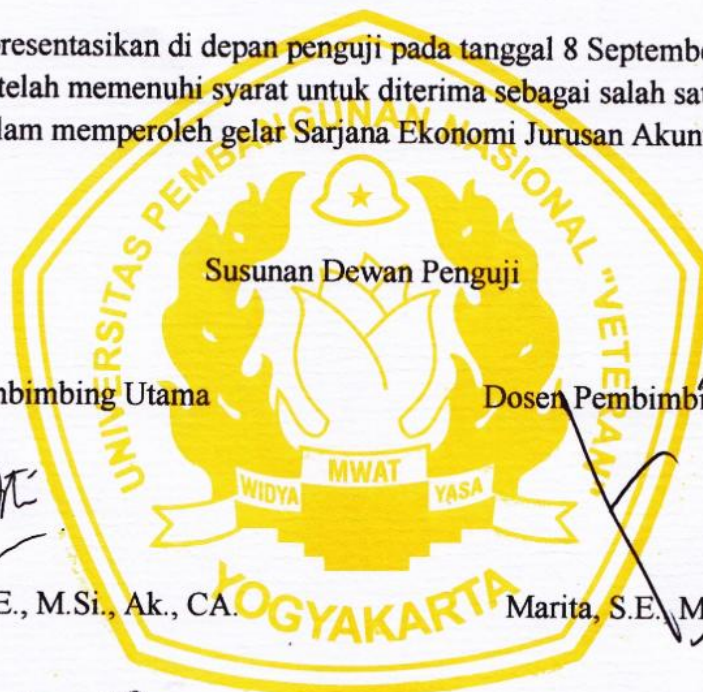 resentasikan di depan penguji pada tanggal 8 Septembe
telah memenuhi syarat untuk diterima sebagai salah sat
lam memperoleh gelar Sarjana Ekonomi Jurusan Akun
UNIVERSITAS PEMBANGUNAN NASIONAL "VETERAN"
Susunan Dewan Penguji
mbimbing Utama Dosen Pembimbi
WIDYA MWAT YASA
E., M.Si., Ak., CA. Marita, S.E., M
YOGYAKARTA